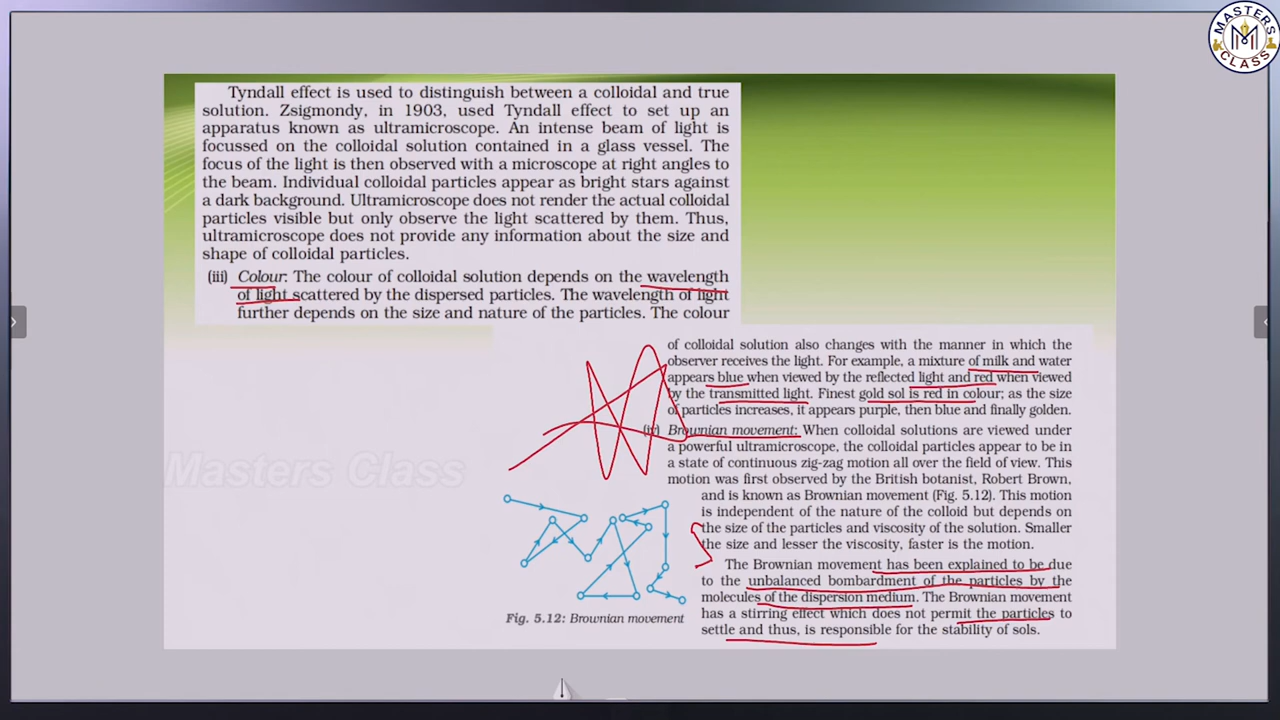 MASTERS
CLASS
Tyndall effect is used to distinguish between a colloidal and true
solution. Zsigmondy, in 1903, used Tyndall effect to set up an
apparatus known as ultramicroscope. An intense beam of light is
focussed on the colloidal solution contained in a glass vessel. The
focus of the light is then observed with a microscope at right angles to
the beam. Individual colloidal particles appear as bright stars against
a dark background. Ultramicroscope does not render the actual colloidal
particles visible but only observe the light scattered by them. Thus,
ultramicroscope does not provide any information about the size and
shape of colloidal particles.
(iii) Colour: The colour of colloidal solution depends on the wavelength
of light scattered by the dispersed particles. The wavelength of light
further depends on the size and nature of the particles. The colour
of colloidal solution also changes with the manner in which the
observer receives the light. For example, a mixture of milk and water
appears blue when viewed by the reflected light and red when viewed
by the transmitted light. Finest gold sol is red in colour; as the size
of particles increases, it appears purple, then blue and finally golden.
(iv) Brownian movement: When colloidal solutions are viewed under
a powerful ultramicroscope, the colloidal particles appear to be in
a state of continuous zig-zag motion all over the field of view. This
motion was first observed by the British botanist, Robert Brown,
and is known as Brownian movement (Fig. 5.12). This motion
is independent of the nature of the colloid but depends on
the size of the particles and viscosity of the solution. Smaller
the size and lesser the viscosity, faster is the motion.
The Brownian movement has been explained to be due
to the unbalanced bombardment of the particles by the
molecules of the dispersion medium. The Brownian movement
has a stirring effect which does not permit the particles to
settle and thus, is responsible for the stability of sols.
Fig. 5.12: Brownian movement
Masters Class